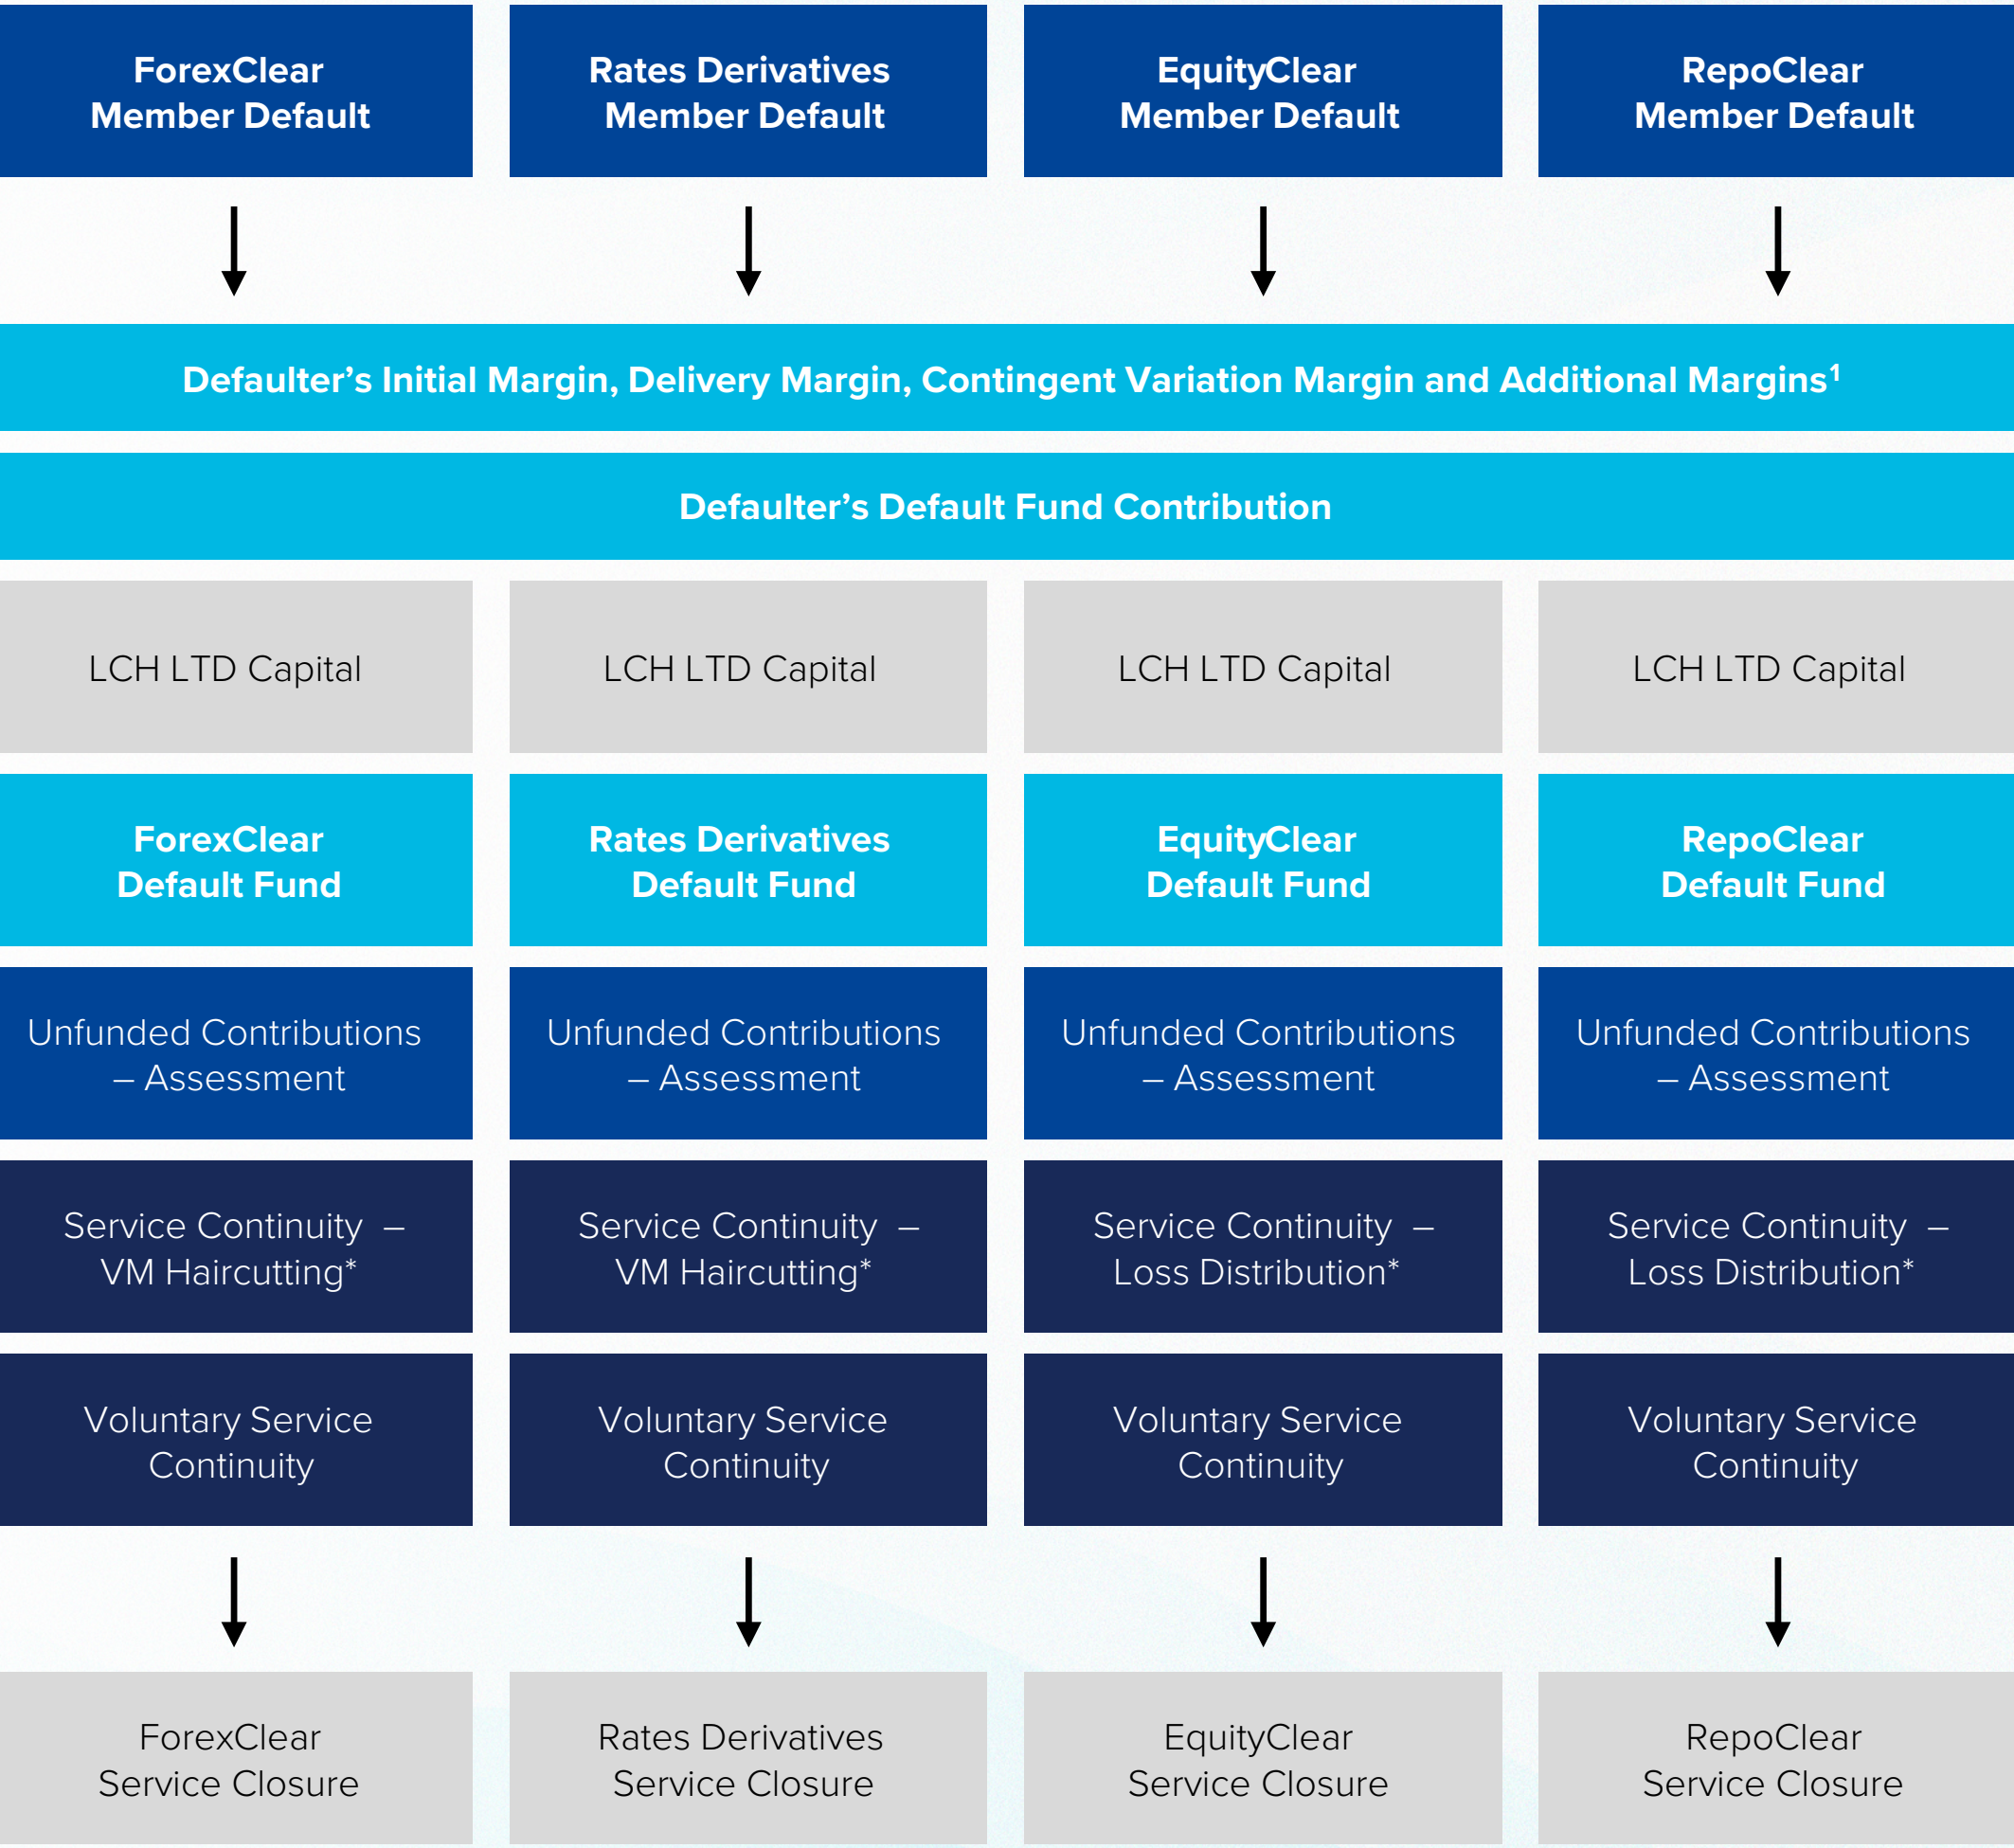 ForexClear
Member Default
Rates Derivatives
Member Default
EquityClear
Member Default
RepoClear
Member Default
Defaulter’s Initial Margin, Delivery Margin, Contingent Variation Margin and Additional Margins¹
Defaulter’s Default Fund Contribution
LCH LTD Capital
LCH LTD Capital
LCH LTD Capital
LCH LTD Capital
ForexClear
Default Fund
Rates Derivatives
Default Fund
EquityClear
Default Fund
RepoClear
Default Fund
Unfunded Contributions
– Assessment
Unfunded Contributions
– Assessment
Unfunded Contributions
– Assessment
Unfunded Contributions
– Assessment
Service Continuity –
VM Haircutting*
Service Continuity –
VM Haircutting*
Service Continuity –
Loss Distribution*
Service Continuity –
Loss Distribution*
Voluntary Service
Continuity
Voluntary Service
Continuity
Voluntary Service
Continuity
Voluntary Service
Continuity
ForexClear
Service Closure
Rates Derivatives
Service Closure
EquityClear
Service Closure
RepoClear
Service Closure